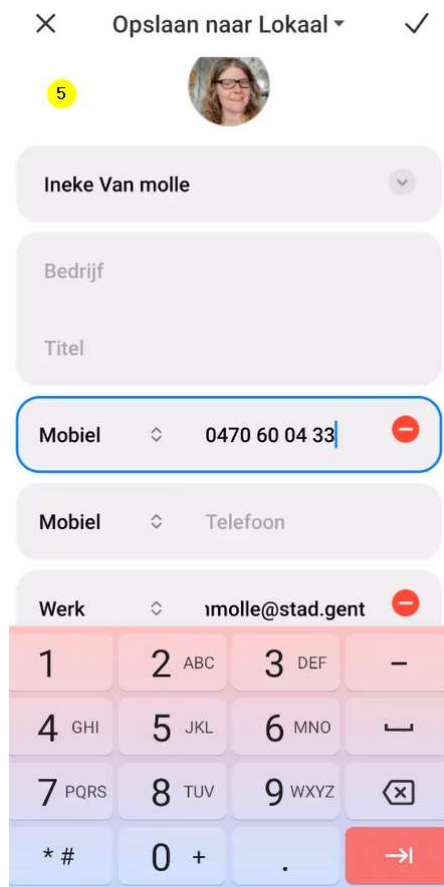 Opslaan naar Lokaal
5
Ineke Van molle
Bedrijf
Titel
Mobiel 0470 60 04 33
Mobiel Telefoon
Werk nmolle@stad.gent
1 2 ABC 3 DEF -
4 GHI 5 JKL 6 MNO
7 PQRS 8 TUV 9 WXYZ
* # 0 + .